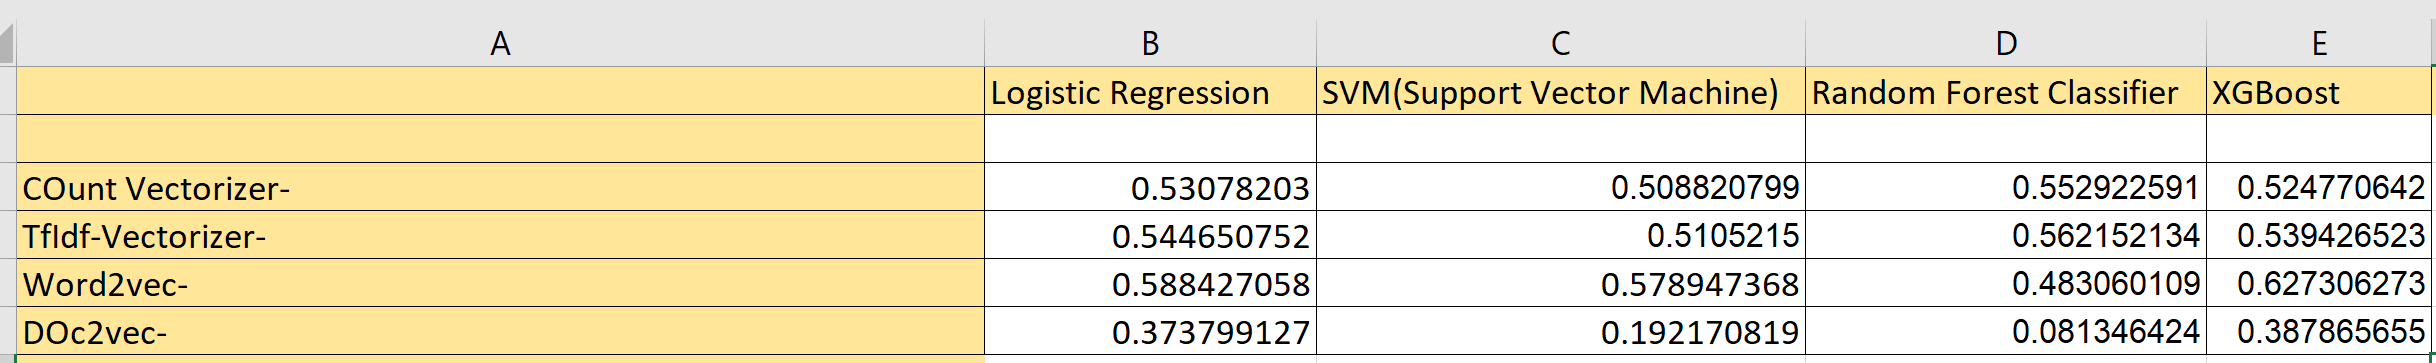 A B C D E
Logistic Regression SVM(Support Vector Machine) Random Forest Classifier XGBoost
COunt Vectorizer- 0.53078203 0.508820799 0.552922591 0.524770642
TfIdf-Vectorizer- 0.544650752 0.5105215 0.562152134 0.539426523
Word2vec- 0.588427058 0.578947368 0.483060109 0.627306273
DOc2vec- 0.373799127 0.192170819 0.081346424 0.387865655